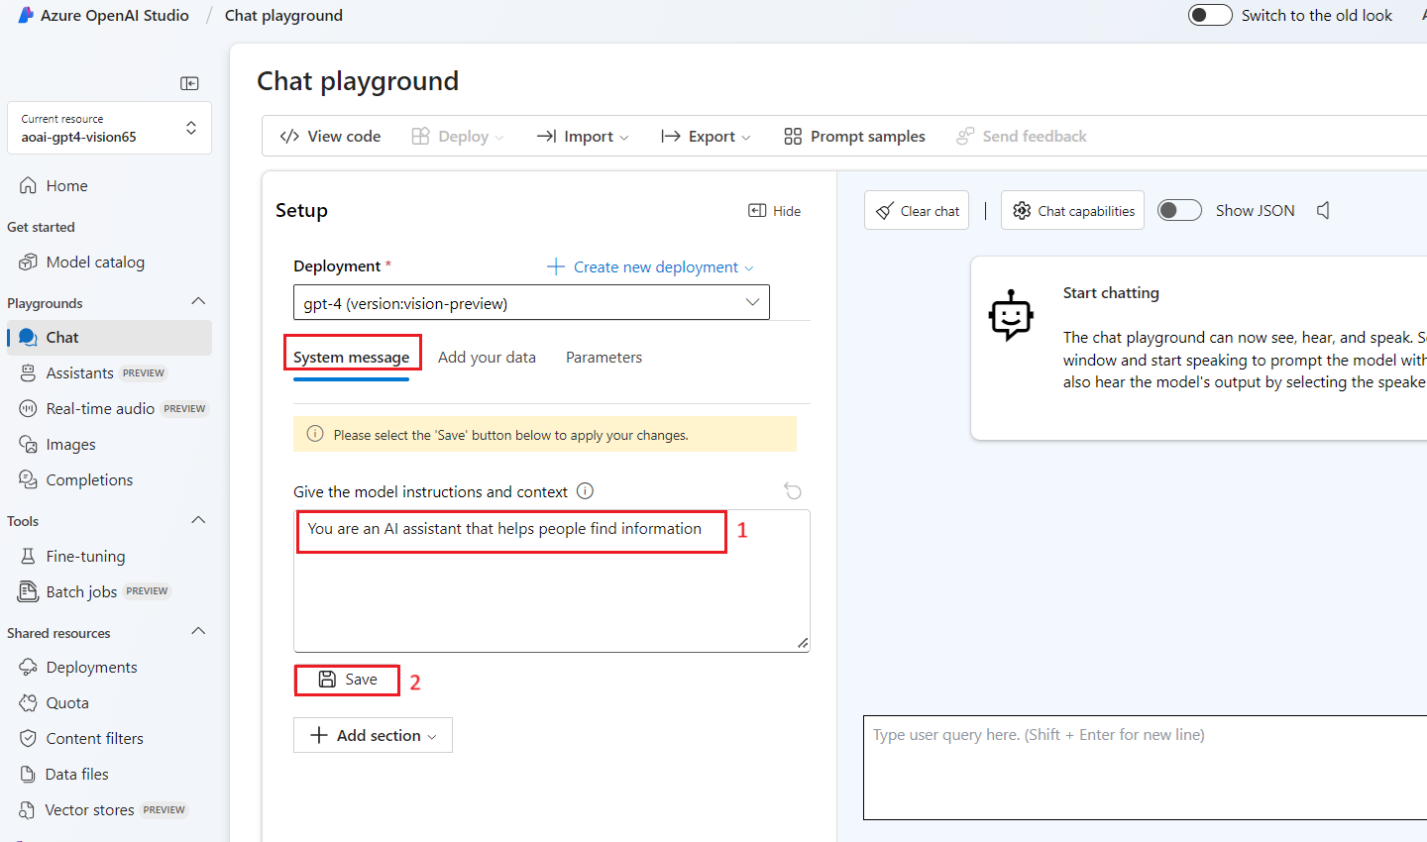 Azure OpenAI Studio / Chat playground
Switch to the old look
Current resource
aoai-gpt4-vision65
Home
Get started
Model catalog
Playgrounds
Chat
Assistants PREVIEW
Real-time audio PREVIEW
Images
Completions
Tools
Fine-tuning
Batch jobs PREVIEW
Shared resources
Deployments
Quota
Content filters
Data files
Vector stores PREVIEW
Chat playground
View code Deploy Import Export Prompt samples Send feedback
Setup
Hide
Deployment *
Create new deployment
gpt-4 (version:vision-preview)
System message Add your data Parameters
Please select the 'Save' button below to apply your changes.
Give the model instructions and context
You are an AI assistant that helps people find information
1
Save
2
Add section
Clear chat | Chat capabilities Show JSON
Start chatting
The chat playground can now see, hear, and speak.
window and start speaking to prompt the model with
also hear the model's output by selecting the
Type user query here. (Shift + Enter for new line)